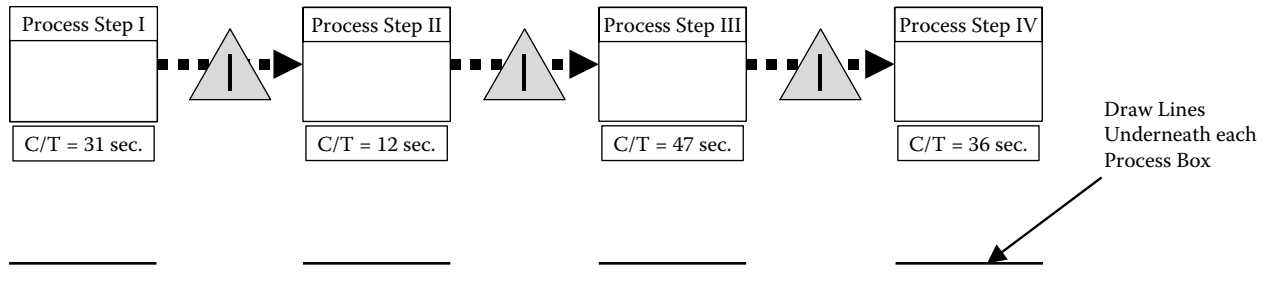 Process Step I
Process Step II
Process Step III
Process Step IV
I
I
I
C/T = 31 sec.
C/T = 12 sec.
C/T = 47 sec.
C/T = 36 sec.
Draw Lines
Underneath each
Process Box